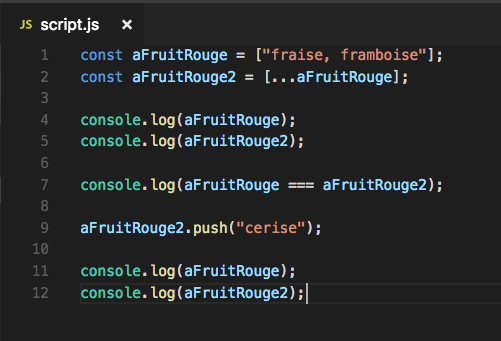 JS script.js ×
1 const aFruitRouge = ["fraise, framboise"];
2 const aFruitRouge2 = [...aFruitRouge];
3
4 console.log(aFruitRouge);
5 console.log(aFruitRouge2);
6
7 console.log(aFruitRouge === aFruitRouge2);
8
9 aFruitRouge2.push("cerise");
10
11 console.log(aFruitRouge);
12 console.log(aFruitRouge2);